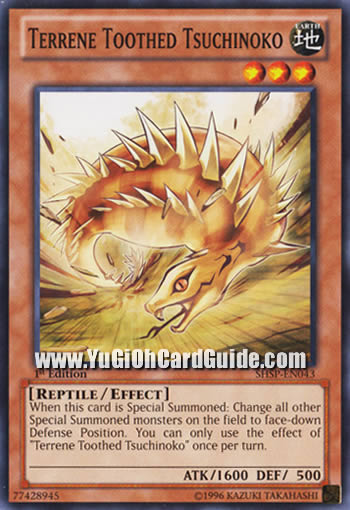 TERRENE TOOTHED TSUCHINOKO
EARTH
地
www.YuGiOhCardGuide.com
1st Edition SHSP-EN043
[REPTILE / EFFECT]
When this card is Special Summoned: Change all other
Special Summoned monsters on the field to face-down
Defense Position. You can only use the effect of
"Terrene Toothed Tsuchinoko" once per turn.
ATK/1600 DEF/ 500
77428945 ©1996 KAZUKI TAKAHASHI